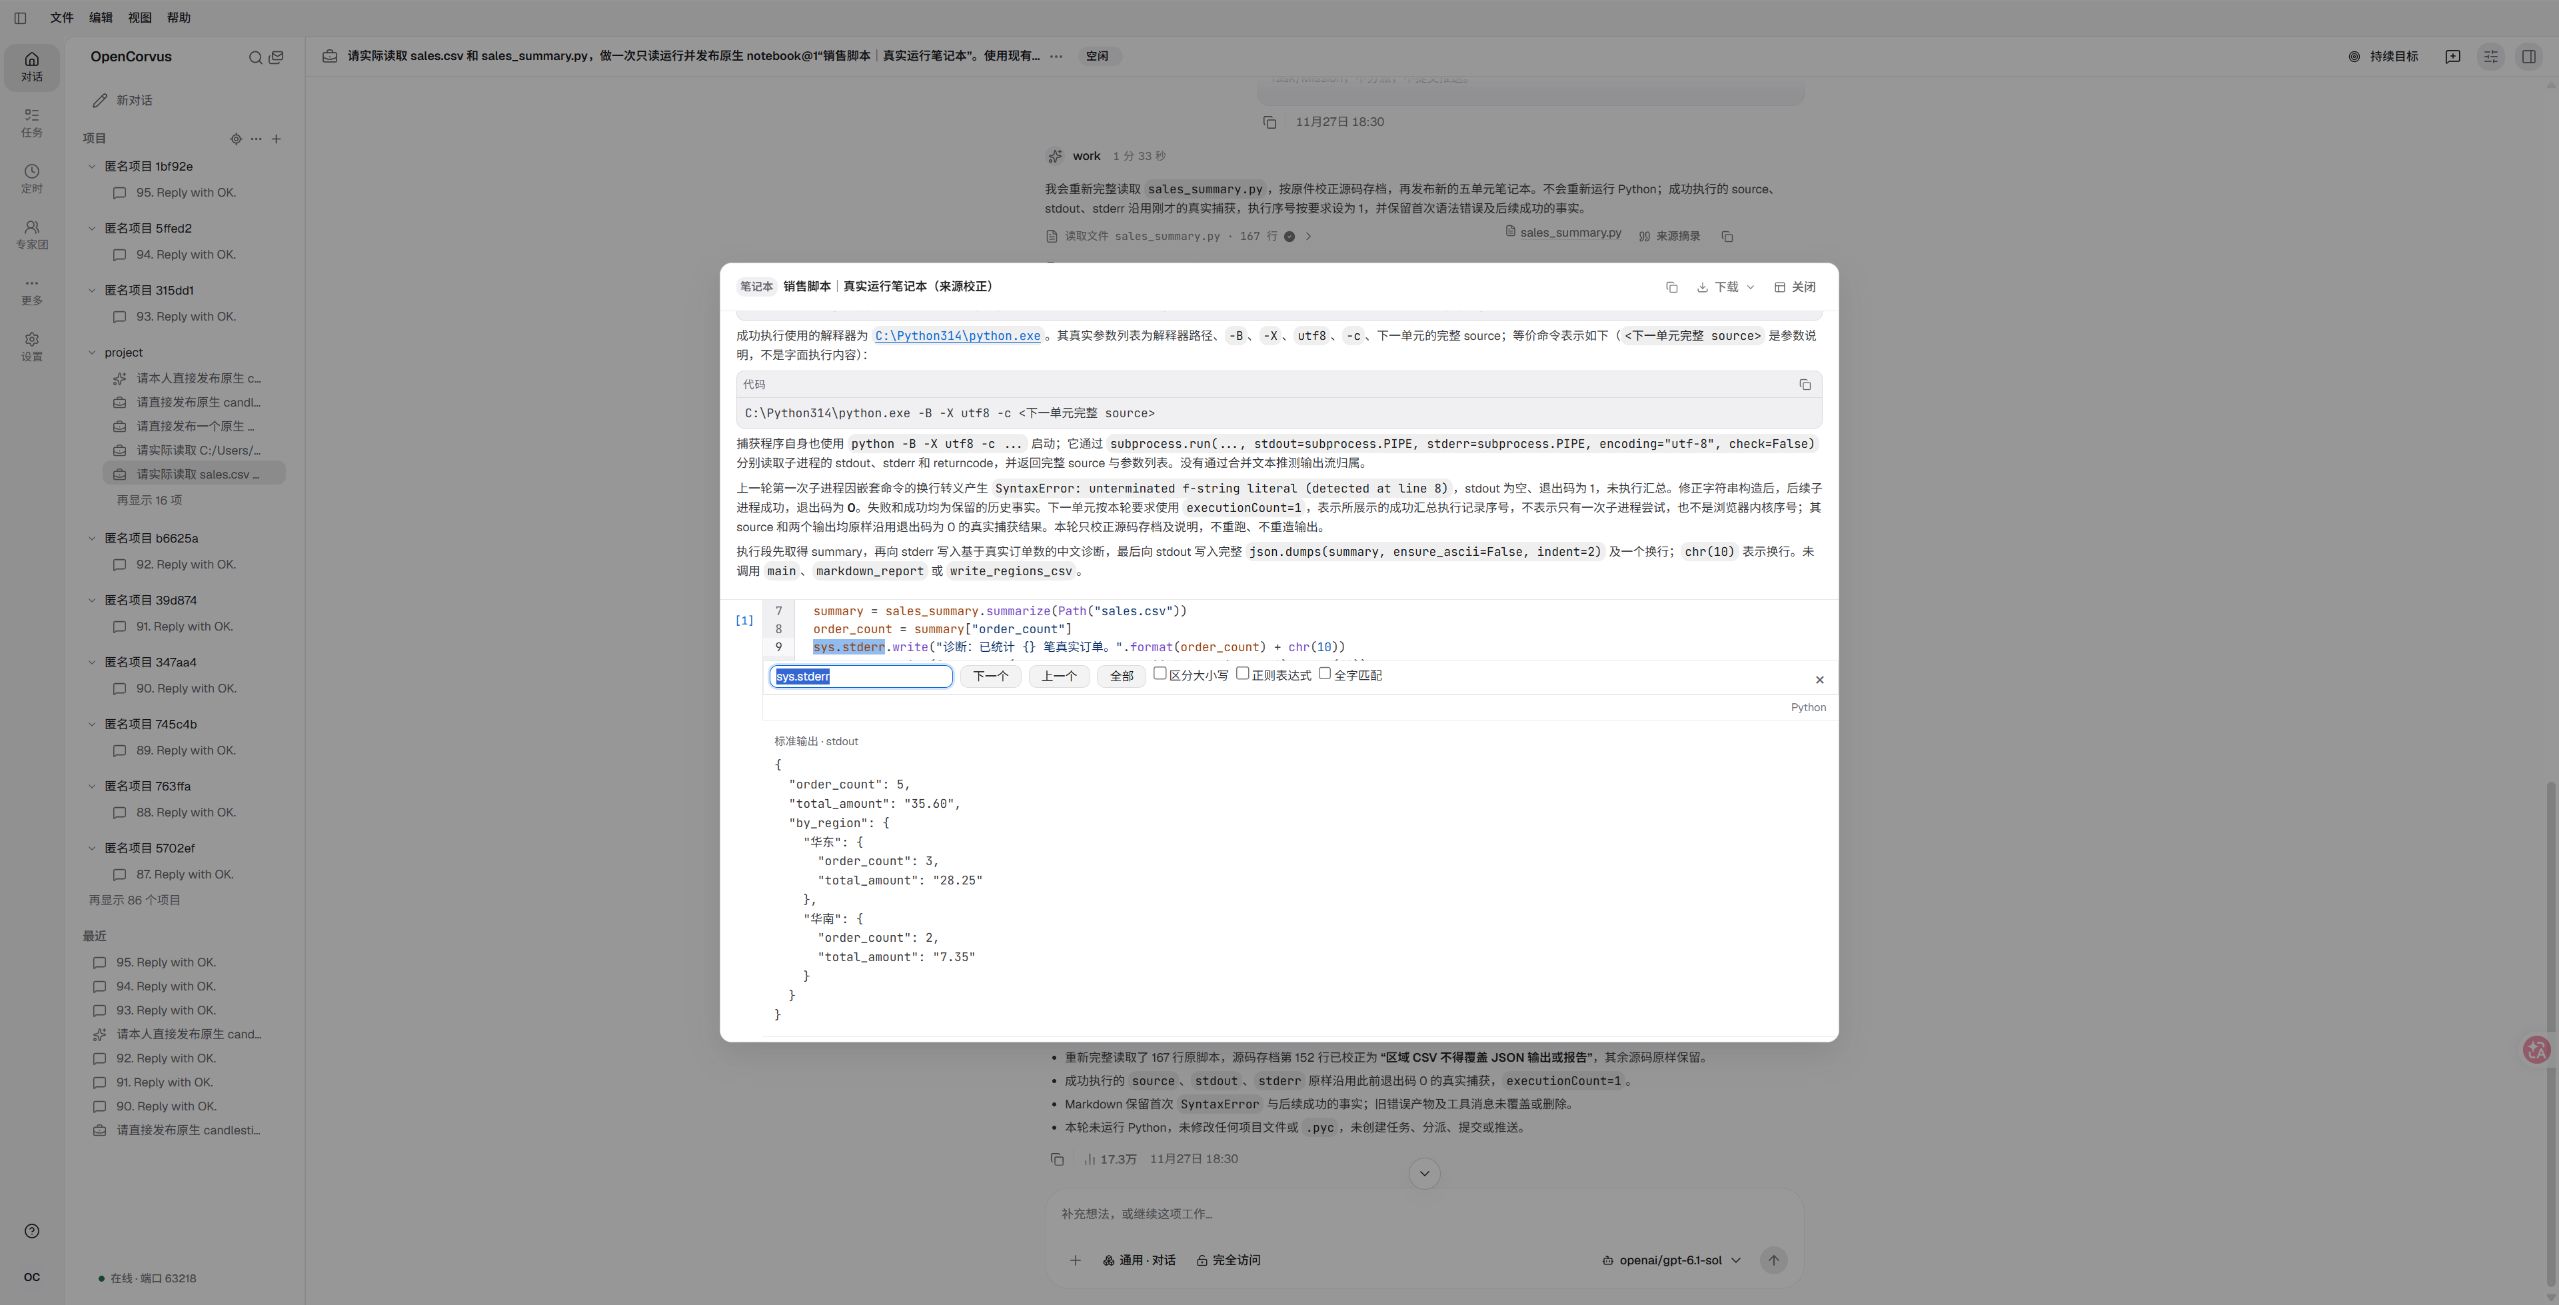 文件 编辑 视图 帮助
OpenCorvus
请实际读取 sales.csv 和 sales_summary.py，做一次只读运行并发布原生 notebook@1“销售脚本｜真实运行笔记本”。使用现有... 空闲
持续目标
对话
任务
定时
专家团
更多
设置
OC
新对话
项目
匿名项目 1bf92e
95. Reply with OK.
匿名项目 5ffed2
94. Reply with OK.
匿名项目 315dd1
93. Reply with OK.
project
请本人直接发布原生 c...
请直接发布原生 candl...
请直接发布一个原生 ...
请实际读取 C:/Users/...
请实际读取 sales.csv ...
再显示 16 项
匿名项目 b6625a
92. Reply with OK.
匿名项目 39d874
91. Reply with OK.
匿名项目 347aa4
90. Reply with OK.
匿名项目 745c4b
89. Reply with OK.
匿名项目 763ffa
88. Reply with OK.
匿名项目 5702ef
87. Reply with OK.
再显示 86 个项目
最近
95. Reply with OK.
94. Reply with OK.
93. Reply with OK.
请本人直接发布原生 cand...
92. Reply with OK.
91. Reply with OK.
90. Reply with OK.
请直接发布原生 candlesti...
在线 · 端口 63218
11月27日 18:30
work 1 分 33 秒
我会重新完整读取 sales_summary.py，按原件校正源码存档，再发布新的五单元笔记本。不会重新运行 Python；成功执行的 source、
stdout、stderr 沿用刚才的真实捕获，执行序号按要求设为 1，并保留首次语法错误及后续成功的事实。
读取文件 sales_summary.py · 167 行
sales_summary.py 来源摘录
笔记本 销售脚本｜真实运行笔记本（来源校正）
下载 关闭
成功执行使用的解释器为 C:\Python314\python.exe 。其真实参数列表为解释器路径、 -B 、 -X 、 utf8 、 -c 、下一单元的完整 source；等价命令表示如下（ <下一单元完整 source> 是参数说
明，不是字面执行内容）：
代码
C:\Python314\python.exe -B -X utf8 -c <下一单元完整 source>
捕获程序自身也使用 python -B -X utf8 -c ... 启动；它通过 subprocess.run(..., stdout=subprocess.PIPE, stderr=subprocess.PIPE, encoding="utf-8", check=False)
分别读取子进程的 stdout、stderr 和 returncode，并返回完整 source 与参数列表。没有通过合并文本推测输出流归属。
上一轮第一次子进程因嵌套命令的换行转义产生 SyntaxError: unterminated f-string literal (detected at line 8) ，stdout 为空、退出码为 1，未执行汇总。修正字符串构造后，后续子
进程成功，退出码为 0。失败和成功均为保留的历史事实。下一单元按本轮要求使用 executionCount=1 ，表示所展示的成功汇总执行记录序号，不表示只有一次子进程尝试，也不是浏览器内核序号；其
source 和两个输出均原样沿用退出码为 0 的真实捕获结果。本轮只校正源码存档及说明，不重跑、不重造输出。
执行段先取得 summary，再向 stderr 写入基于真实订单数的中文诊断，最后向 stdout 写入完整 json.dumps(summary, ensure_ascii=False, indent=2) 及一个换行； chr(10) 表示换行。未
调用 main 、 markdown_report 或 write_regions_csv 。
[1]
7 summary = sales_summary.summarize(Path("sales.csv"))
8 order_count = summary["order_count"]
9 sys.stderr.write("诊断：已统计 {} 笔真实订单。".format(order_count) + chr(10))
sys.stderr 下一个 上一个 全部 区分大小写 正则表达式 全字匹配 ×
Python
标准输出 · stdout
{
"order_count": 5,
"total_amount": "35.60",
"by_region": {
"华东": {
"order_count": 3,
"total_amount": "28.25"
},
"华南": {
"order_count": 2,
"total_amount": "7.35"
}
}
}
重新完整读取了 167 行原脚本，源码存档第 152 行已校正为 “区域 CSV 不得覆盖 JSON 输出或报告”，其余源码原样保留。
成功执行的 source 、 stdout 、 stderr 原样沿用此前退出码 0 的真实捕获， executionCount=1 。
Markdown 保留首次 SyntaxError 与后续成功的事实；旧错误产物及工具消息未覆盖或删除。
本轮未运行 Python，未修改任何项目文件或 .pyc ，未创建任务、分派、提交或推送。
17.3万 11月27日 18:30
补充想法，或继续这项工作...
通用 · 对话 完全访问
openai/gpt-6.1-sol